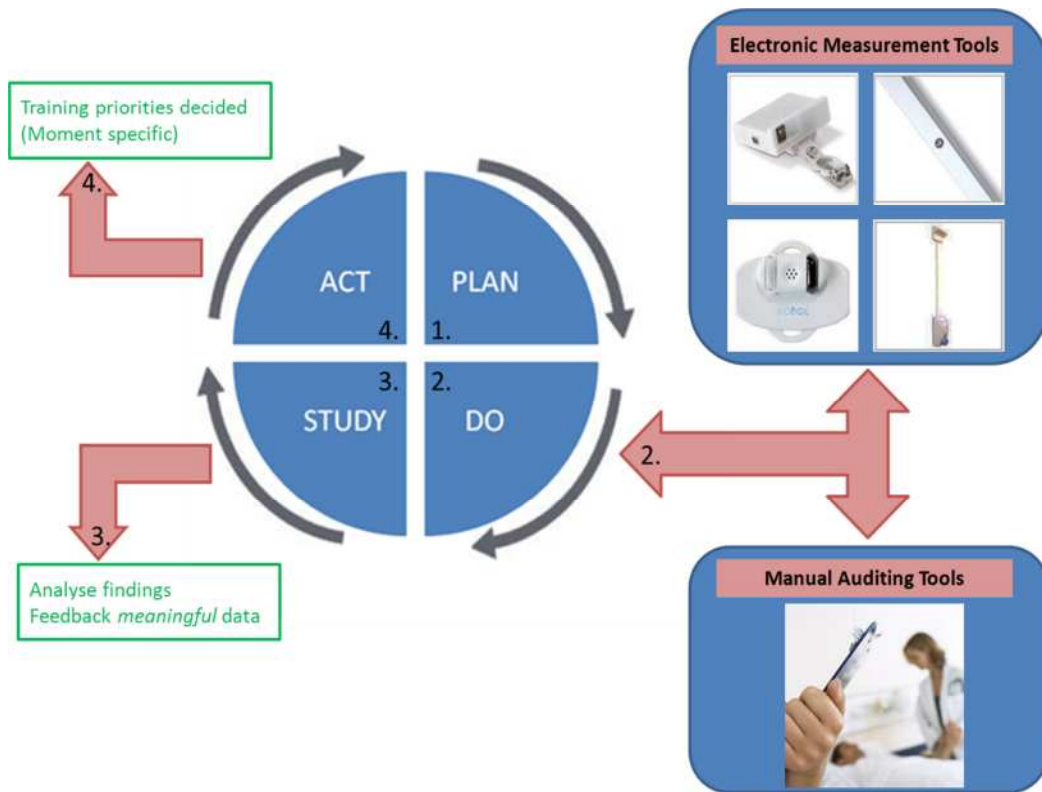 Electronic Measurement Tools
Training priorities decided
(Moment specific)
4.
ACT
PLAN
4.
1.
3.
2.
STUDY
DO
2.
3.
Analyse findings
Feedback meaningful data
Manual Auditing Tools